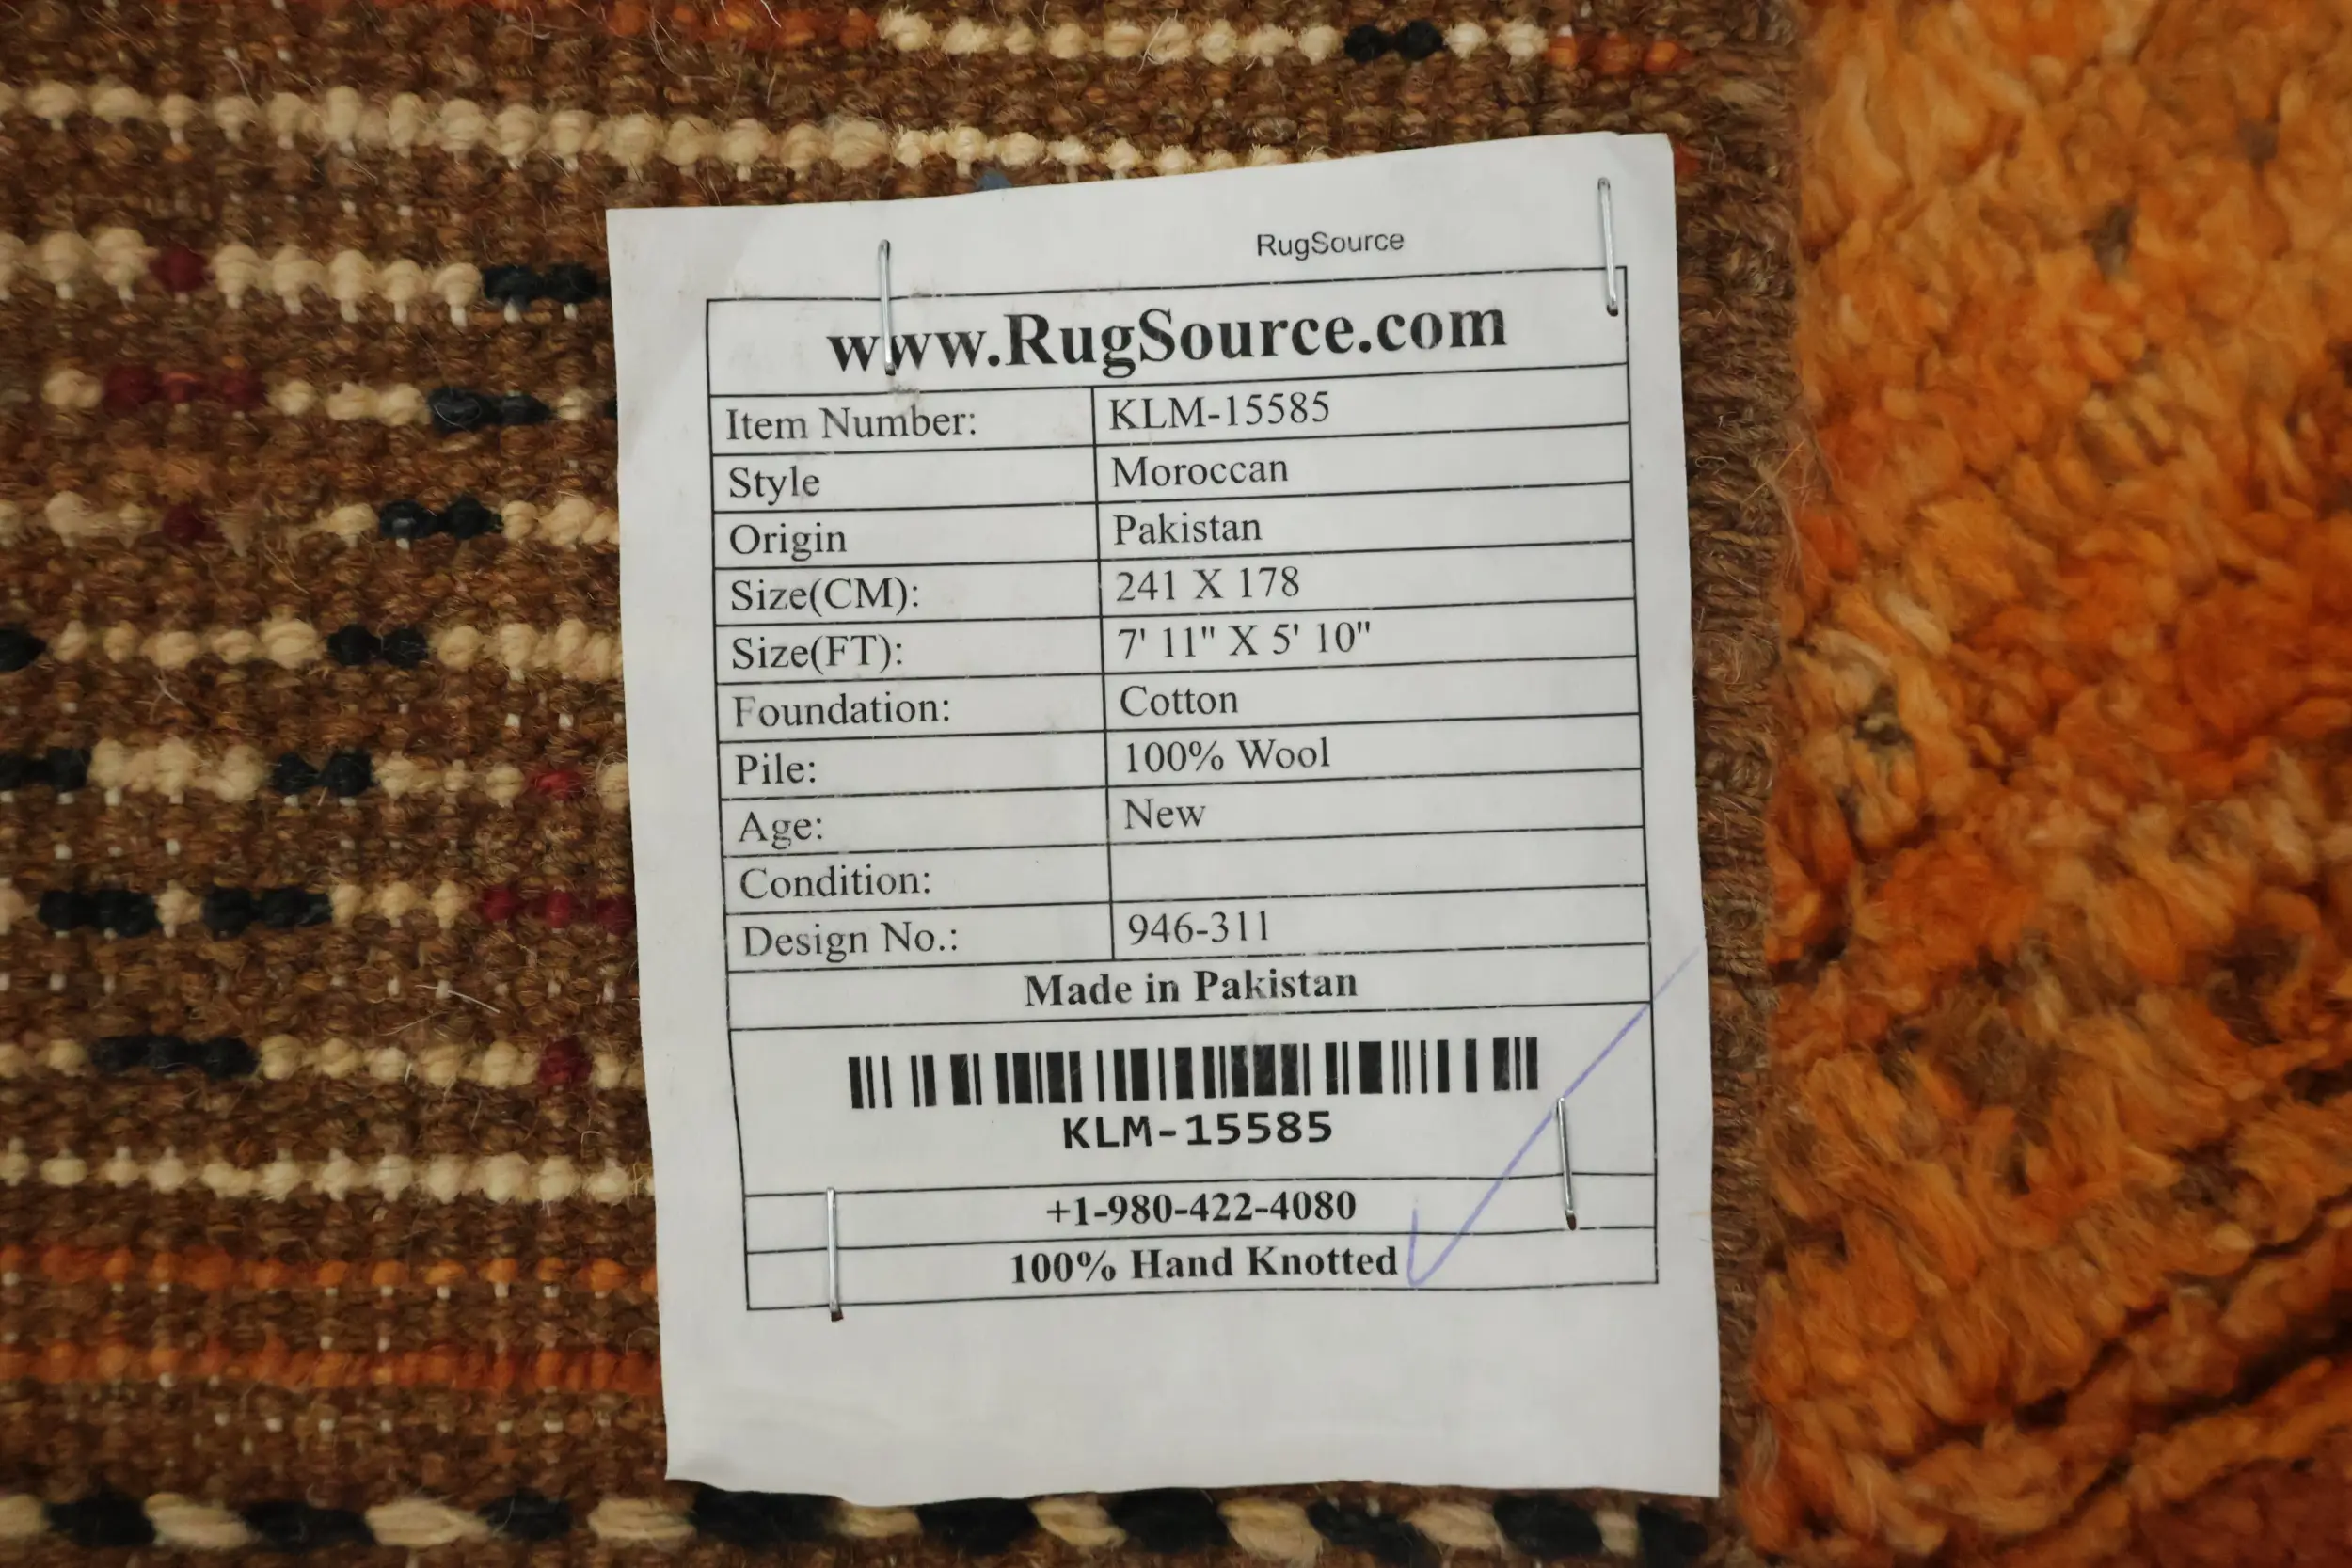 RugSource
www.RugSource.com
Item Number: KLM-15585
Style Moroccan
Origin Pakistan
Size(CM): 241 X 178
Size(FT): 7' 11" X 5' 10"
Foundation: Cotton
Pile: 100% Wool
Age: New
Condition:
Design No.: 946-311
Made in Pakistan
KLM-15585
+1-980-422-4080
100% Hand Knotted